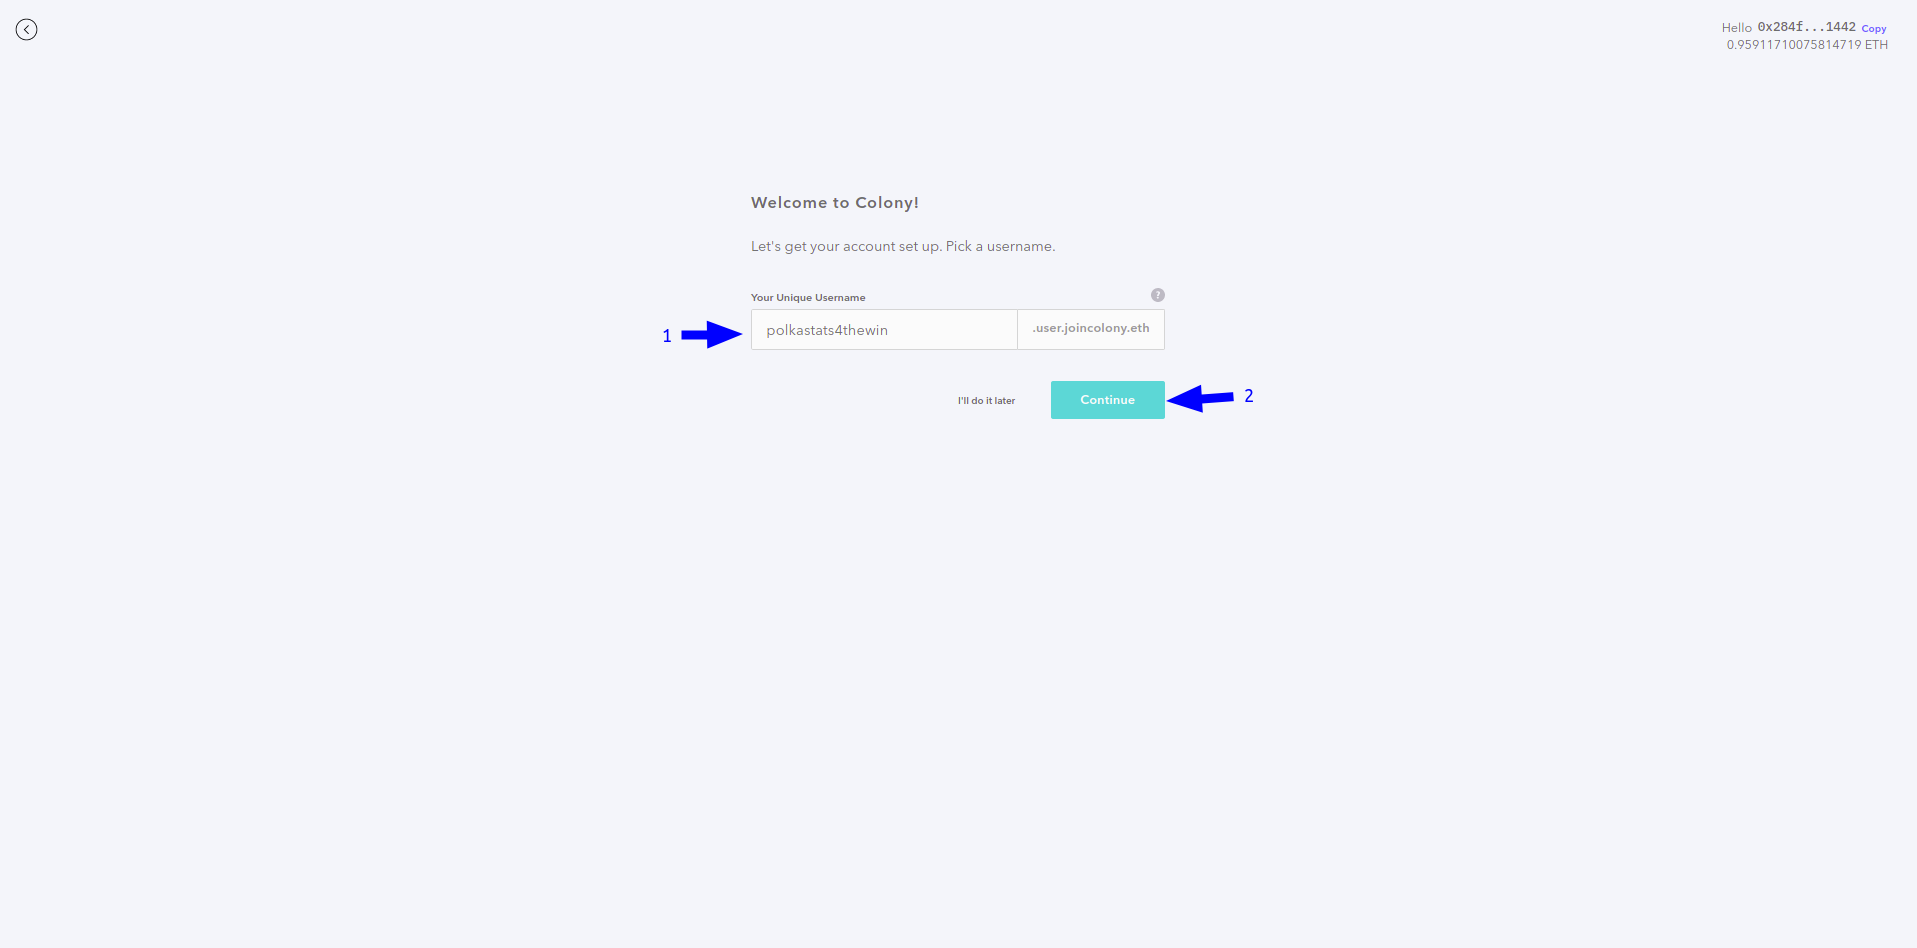 Hello 0x284f...1442 Copy
0.95911710075814719 ETH
Welcome to Colony!
Let's get your account set up. Pick a username.
Your Unique Username ?
1 polkastats4thewin .user.joincolony.eth
I'll do it later Continue 2